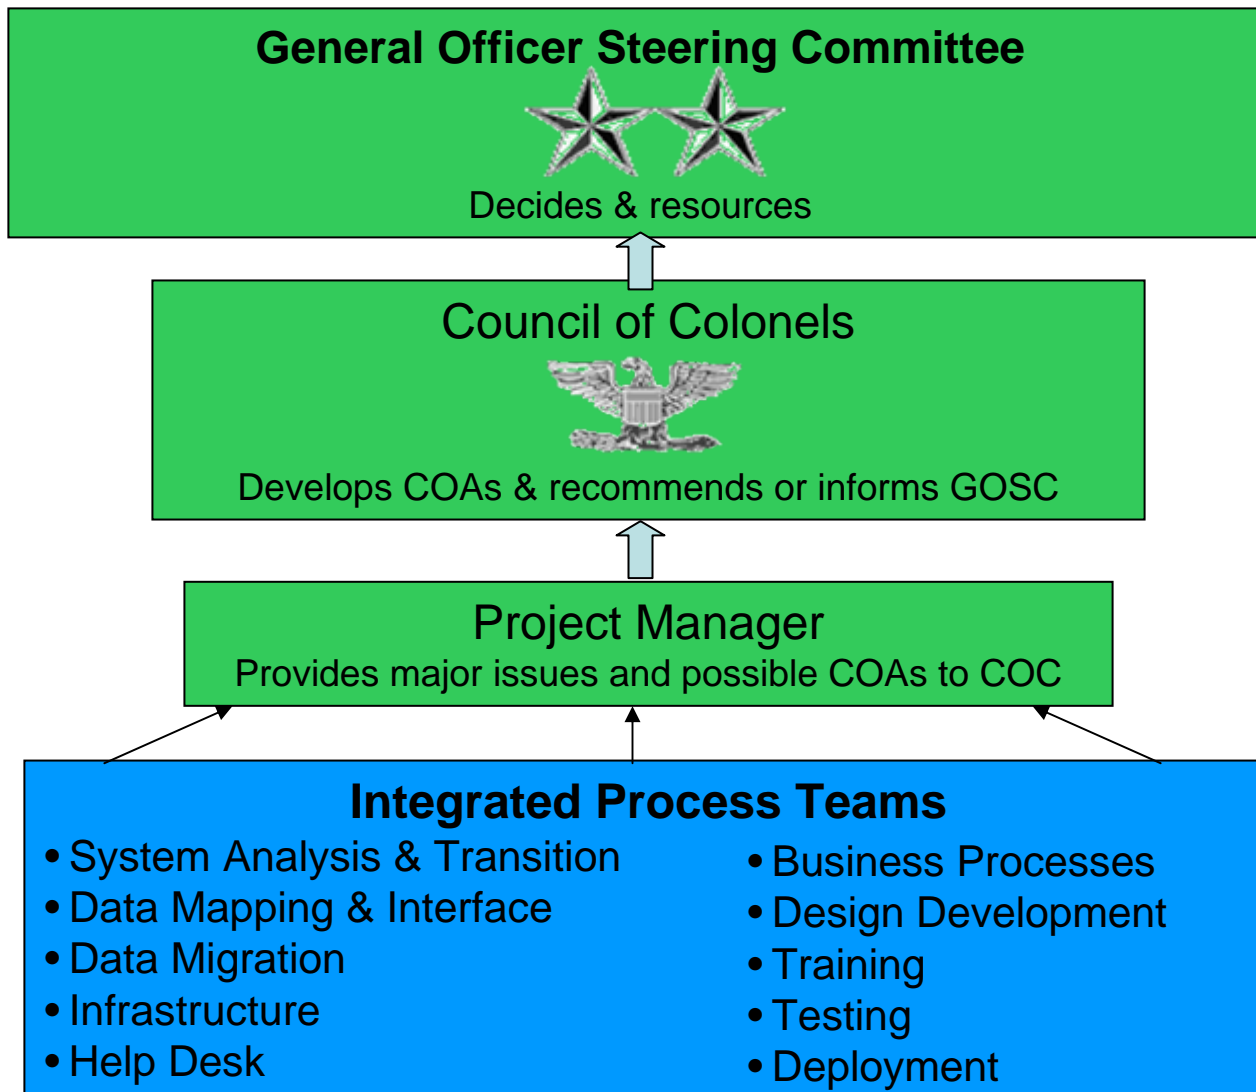 General Officer Steering Committee
Decides & resources
Council of Colonels
Develops COAs & recommends or informs GOSC
Project Manager
Provides major issues and possible COAs to COC
Integrated Process Teams
• System Analysis & Transition
• Data Mapping & Interface
• Data Migration
• Infrastructure
• Help Desk
• Business Processes
• Design Development
• Training
• Testing
• Deployment